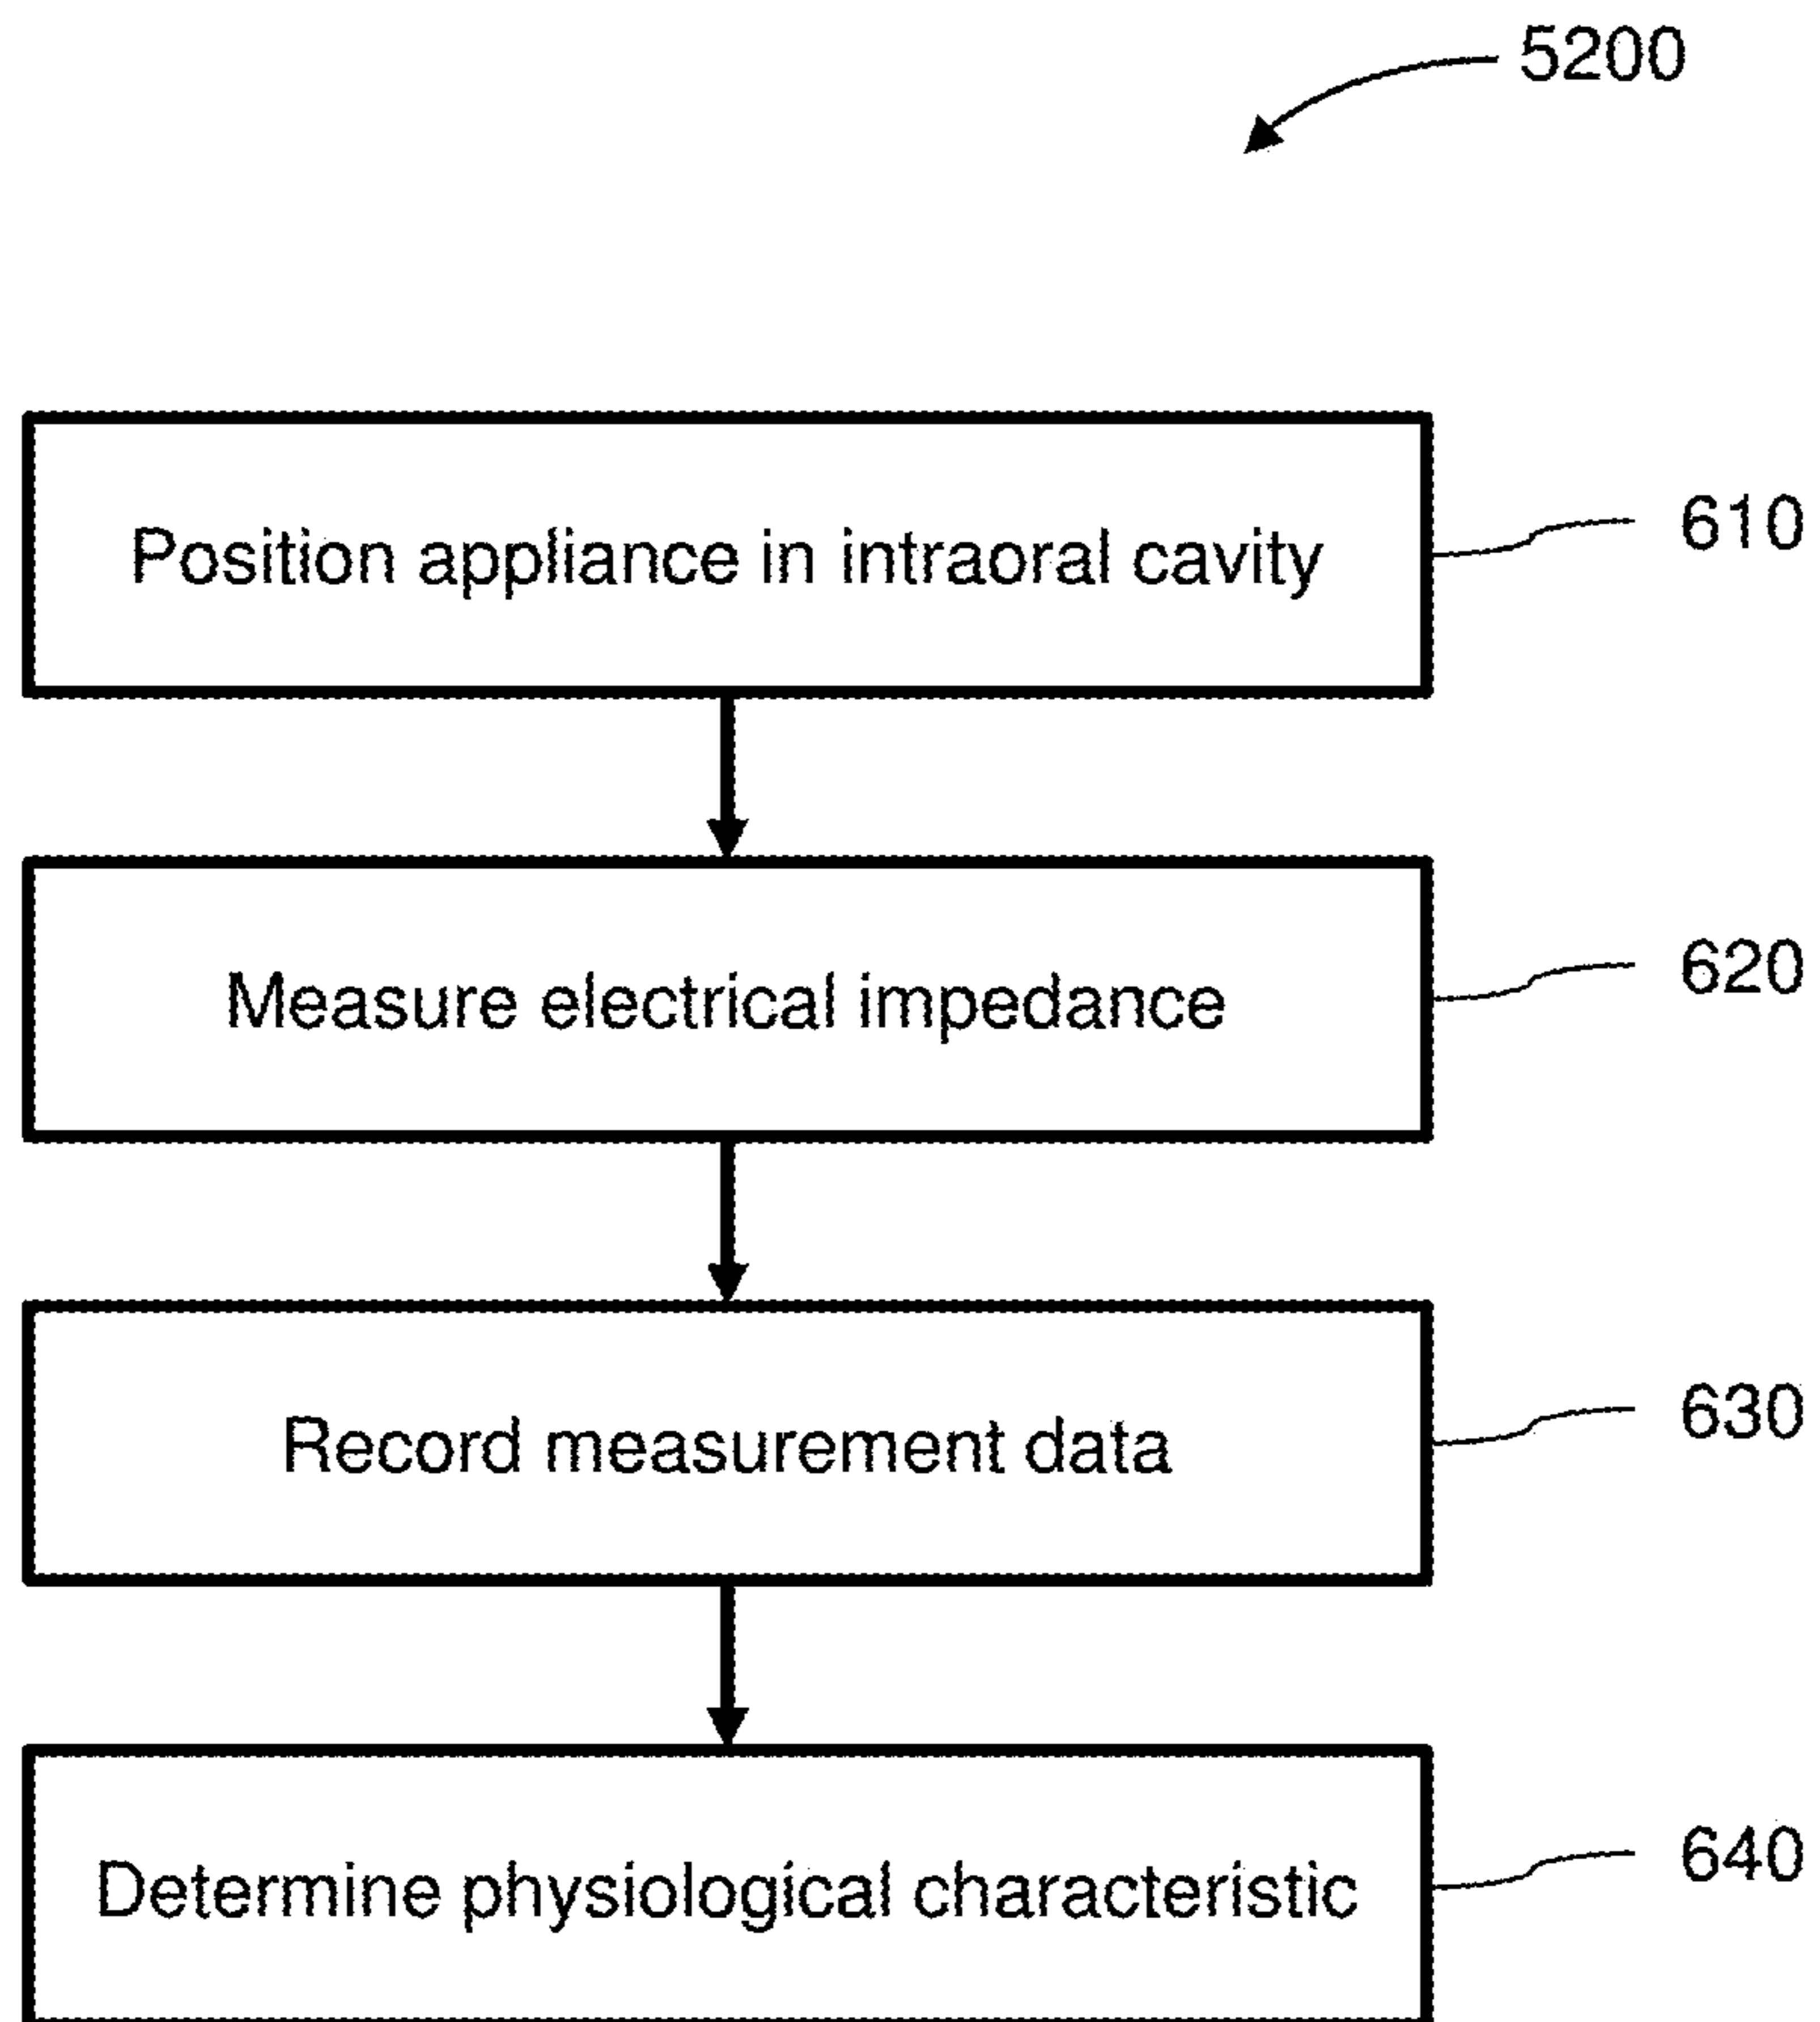 5200
Position appliance in intraoral cavity
610
Measure electrical impedance
620
Record measurement data
630
Determine physiological characteristic
640